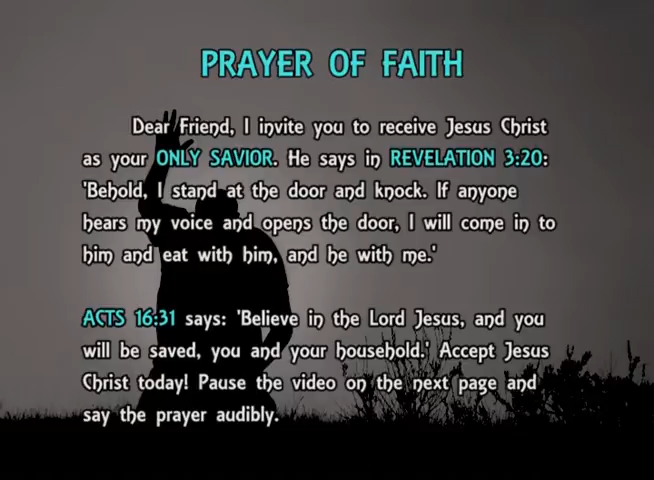 PRAYER OF FAITH
Dear Friend, I invite you to receive Jesus Christ
as your ONLY SAVIOR. He says in REVELATION 3:20:
'Behold, I stand at the door and knock. If anyone
hears my voice and opens the door, I will come in to
him and eat with him, and he with me.'
ACTS 16:31 says: 'Believe in the Lord Jesus, and you
will be saved, you and your household.' Accept Jesus
Christ today! Pause the video on the next page and
say the prayer audibly.